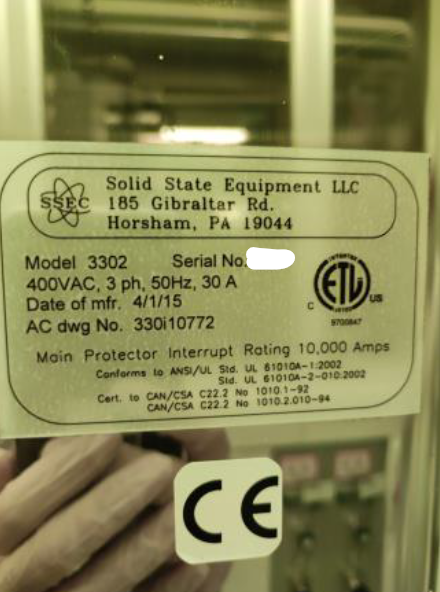 SSEC
Solid State Equipment LLC
185 Gibraltar Rd.
Horsham, PA 19044
Model 3302 Serial No.
400VAC, 3 ph, 50Hz, 30 A
Date of mfr. 4/1/15
AC dwg No. 330i10772
INTERTEK
ETL
C US
9700847
Main Protector Interrupt Rating 10,000 Amps
Conforms to ANSI/UL Std. UL 61010A-1:2002
Std. UL 61010A-2-010:2002
Cert. to CAN/CSA C22.2 No 1010.1-92
CAN/CSA C22.2 No 1010.2.010-94
CE